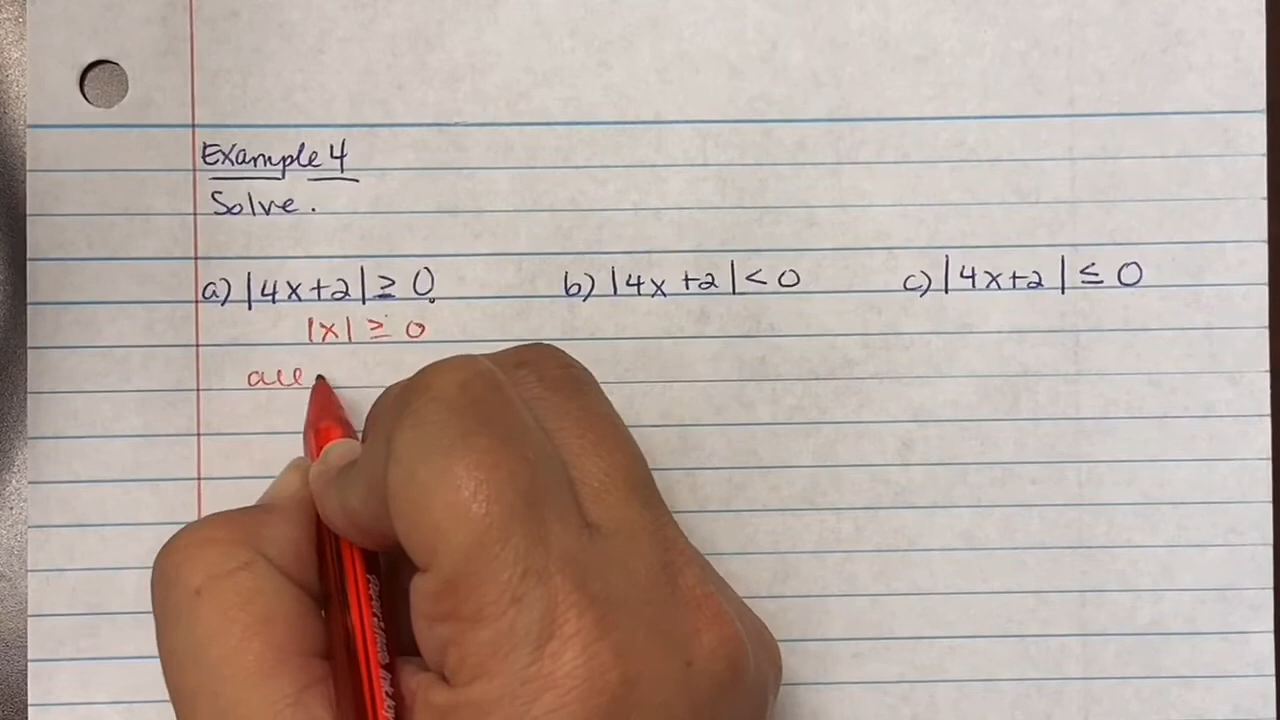 Example 4
Solve.
a) |4x+2| ≥ 0 b) |4x+2| < 0 c) |4x+2| ≤ 0
|x| ≥ 0
all